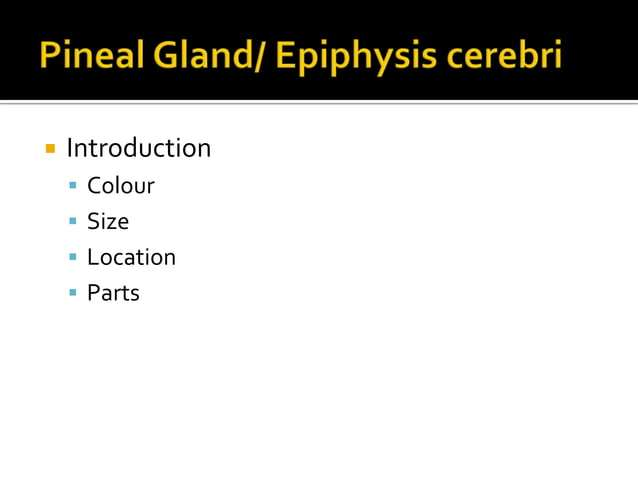 Pineal Gland/ Epiphysis cerebri
Introduction
Colour
Size
Location
Parts